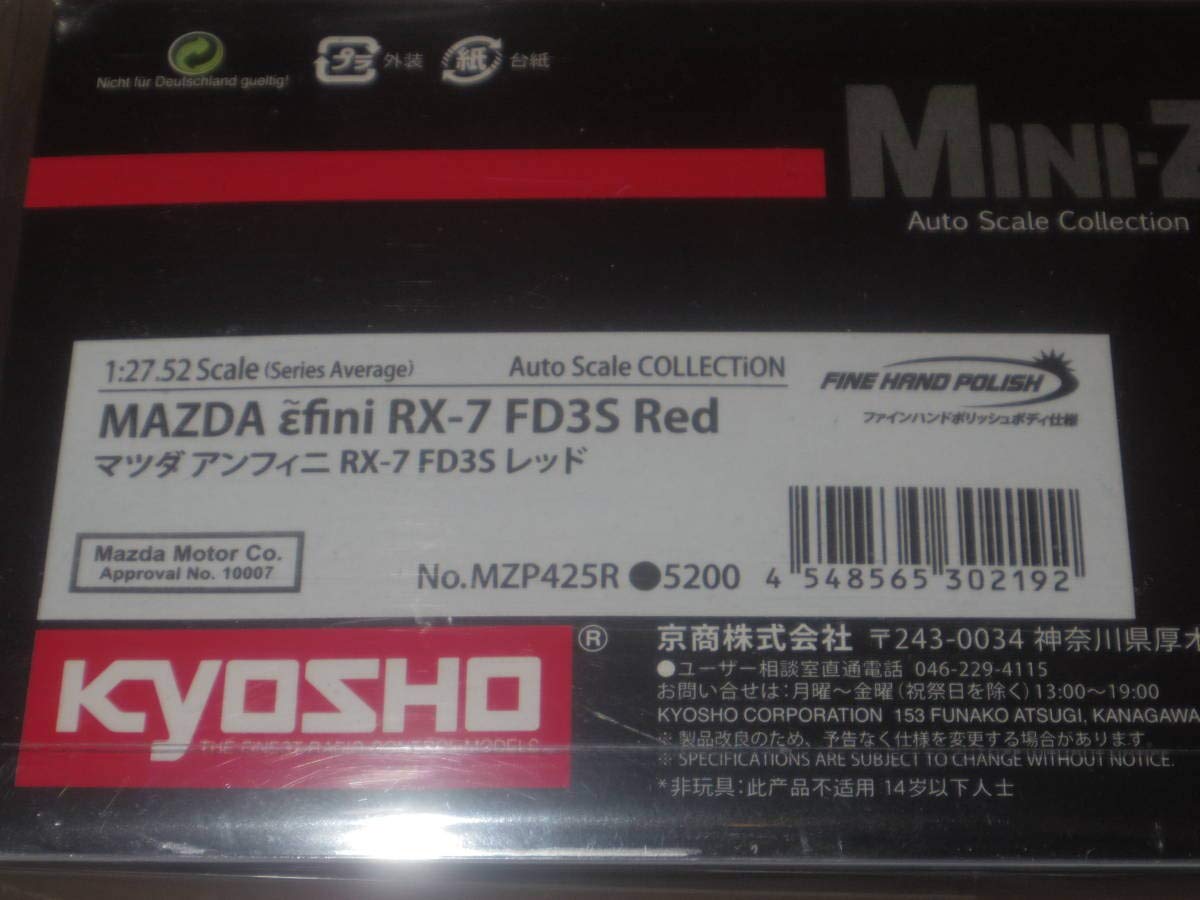 Nicht für Deutschland gueltig!
プラ 外装
紙 台紙
MINI-Z
Auto Scale Collection
1:27.52 Scale (Series Average)
Auto Scale COLLECTiON
FINE HAND POLISH
ファインハンドポリッシュボディ仕様
MAZDA ε̃fini RX-7 FD3S Red
マツダ アンフィニ RX-7 FD3S レッド
Mazda Motor Co.
Approval No. 10007
No.MZP425R ●5200
4 548565 302192
KYOSHO ®
THE FINEST RADIO CONTROL MODELS
京商株式会社 〒243-0034 神奈川県厚木
●ユーザー相談室直通電話 046-229-4115
お問い合せは:月曜~金曜(祝祭日を除く)13:00~19:00
KYOSHO CORPORATION 153 FUNAKO ATSUGI, KANAGAWA
※ 製品改良のため、予告なく仕様を変更する場合があります。
※ SPECIFICATIONS ARE SUBJECT TO CHANGE WITHOUT NOTICE.
*非玩具:此产品不适用 14岁以下人士